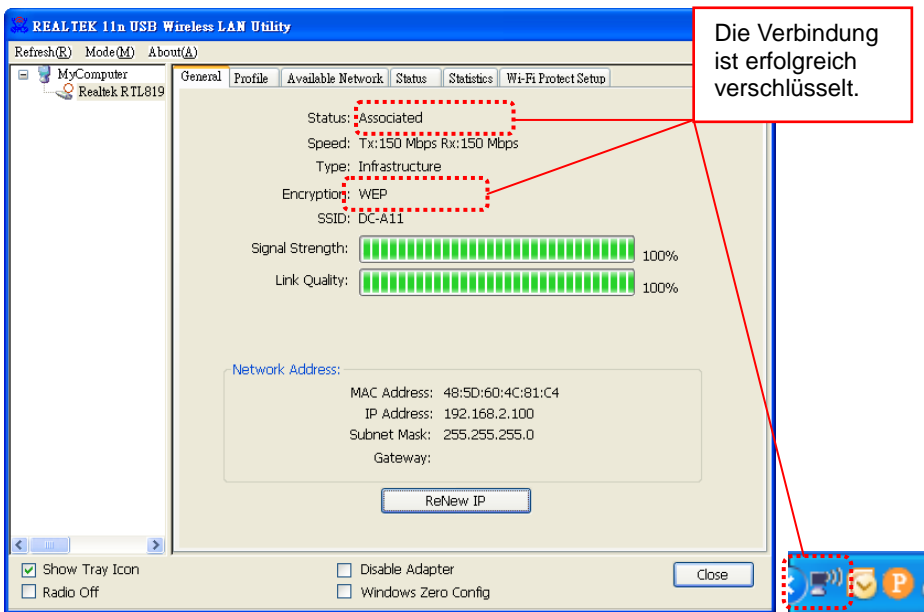 REALTEK 11n USB Wireless LAN Utility
Die Verbindung
ist erfolgreich
verschlüsselt.
Refresh(R) Mode(M) About(A)
MyComputer
Realtek RTL819
General Profile Available Network Status Statistics Wi-Fi Protect Setup
Status: Associated
Speed: Tx:150 Mbps Rx:150 Mbps
Type: Infrastructure
Encryption: WEP
SSID: DC-A11
Signal Strength: 100%
Link Quality: 100%
Network Address:
MAC Address: 48:5D:60:4C:81:C4
IP Address: 192.168.2.100
Subnet Mask: 255.255.255.0
Gateway:
ReNew IP
Show Tray Icon
Radio Off
Disable Adapter
Windows Zero Config
Close
P